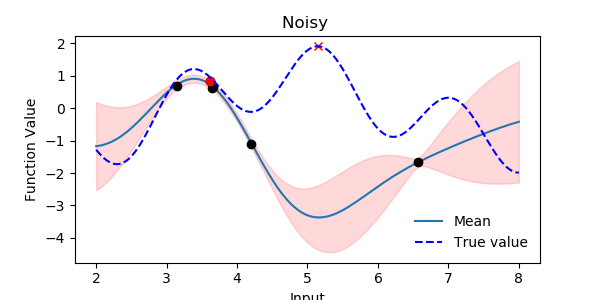 Noisy
Function Value
2
1
0
−1
−2
−3
−4
Mean
True value
2 3 4 5 6 7 8
Input